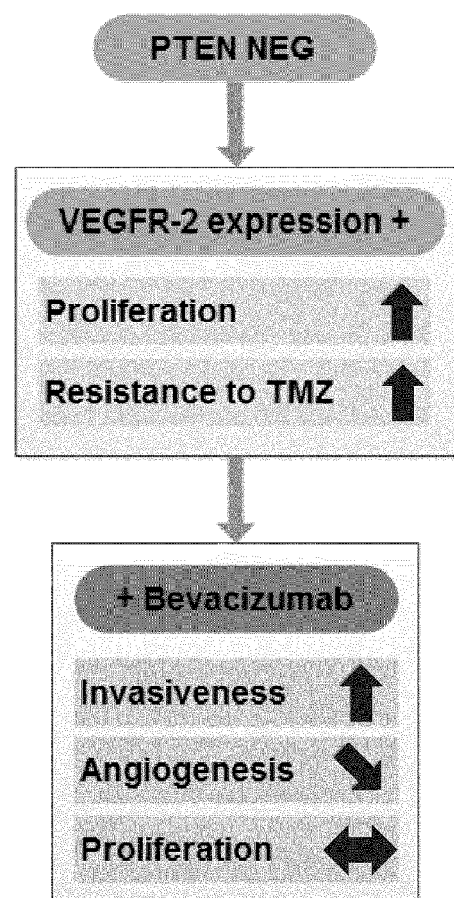 PTEN NEG
VEGFR-2 expression +
Proliferation
Resistance to TMZ
+ Bevacizumab
Invasiveness
Angiogenesis
Proliferation